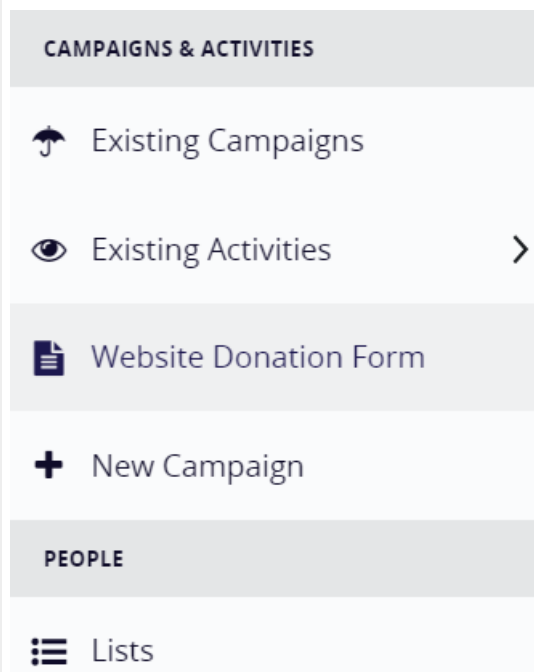 CAMPAIGNS & ACTIVITIES
Existing Campaigns
Existing Activities
Website Donation Form
New Campaign
PEOPLE
Lists